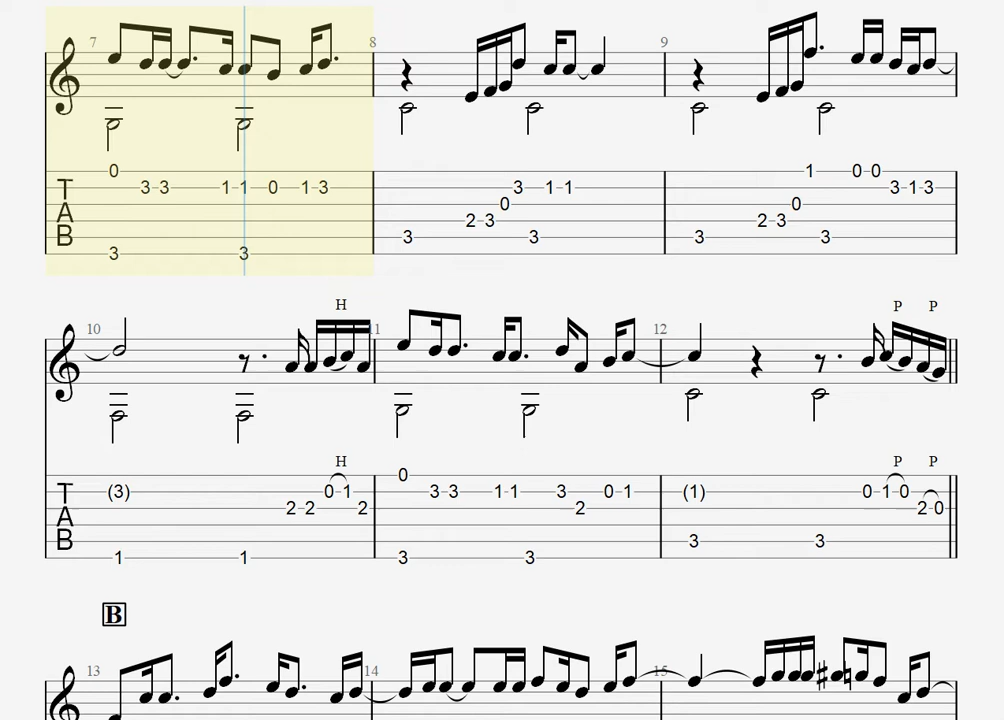 7 8 9
0 1 0 0
T 3 3 1 1 0 1 3 3 1 1 3 1 3
0 0
A 2 3 2 3
B 3 3 3 3
3 3
H P P
10 11 12
H P P
0
T (3) 0 1 3 3 1 1 3 0 1 (1) 0 1 0
2 2 2 2 2 0
A
B 3 3
1 1 3 3
B
13 14 15